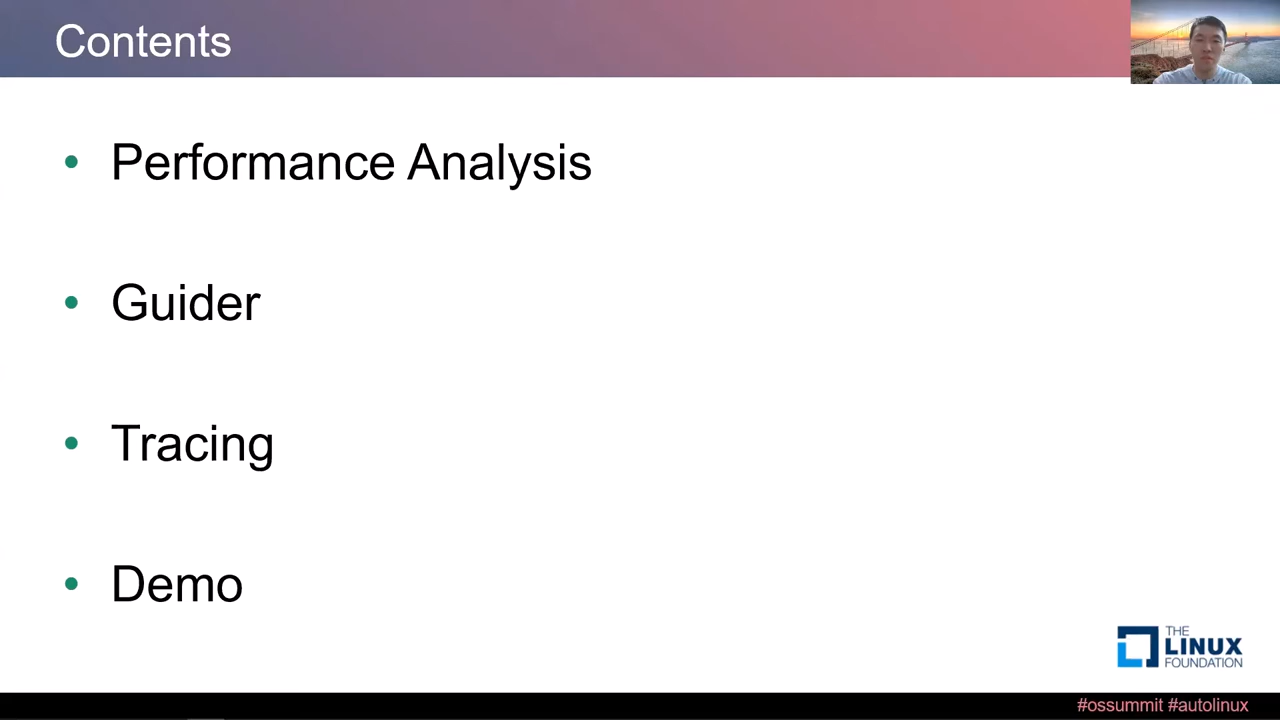 Contents
• Performance Analysis
• Guider
• Tracing
• Demo
THE
LINUX
FOUNDATION
#ossummit #autolinux